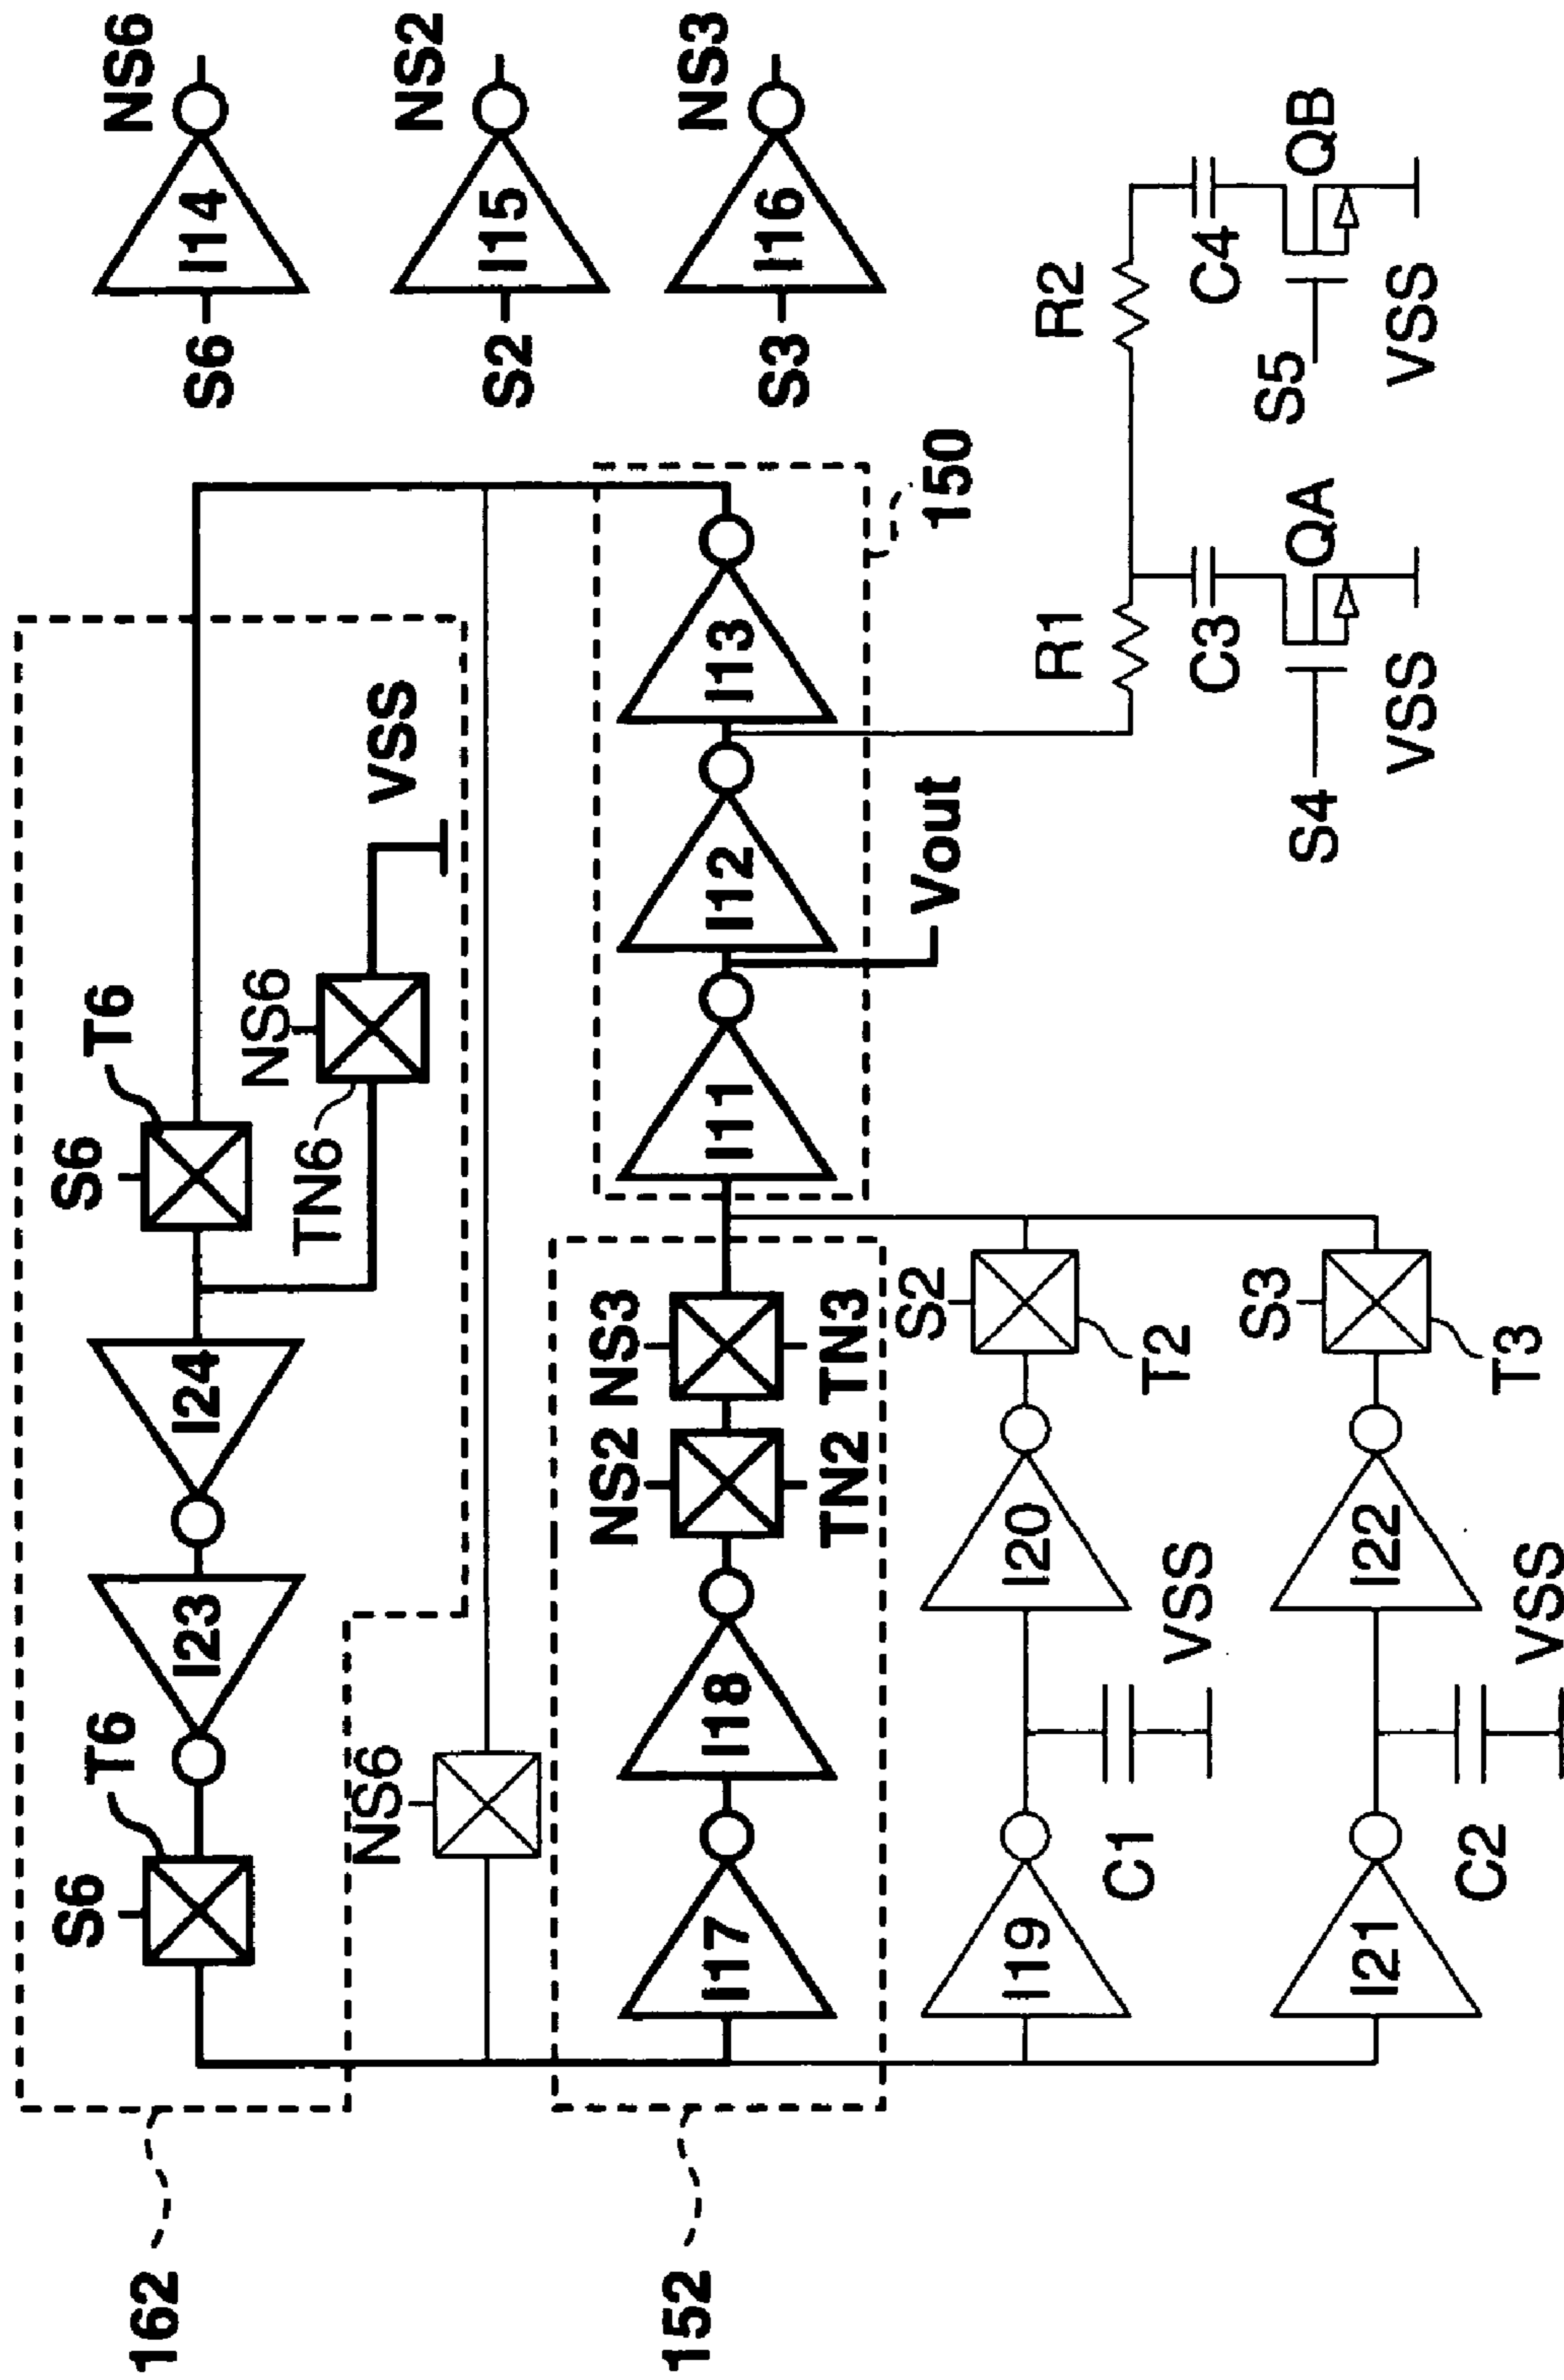 162
S6
T6
I23
I24
S6
T6
TN6
NS6
VSS
NS6
152
I17
I18
NS2
TN2
NS3
TN3
I11
I12
I13
150
Vout
I19
C1
VSS
I20
S2
T2
I21
C2
VSS
I22
S3
T3
R1
R2
C3
C4
S4
QA
VSS
S5
QB
VSS
S6
I14
NS6
S2
I15
NS2
S3
I16
NS3